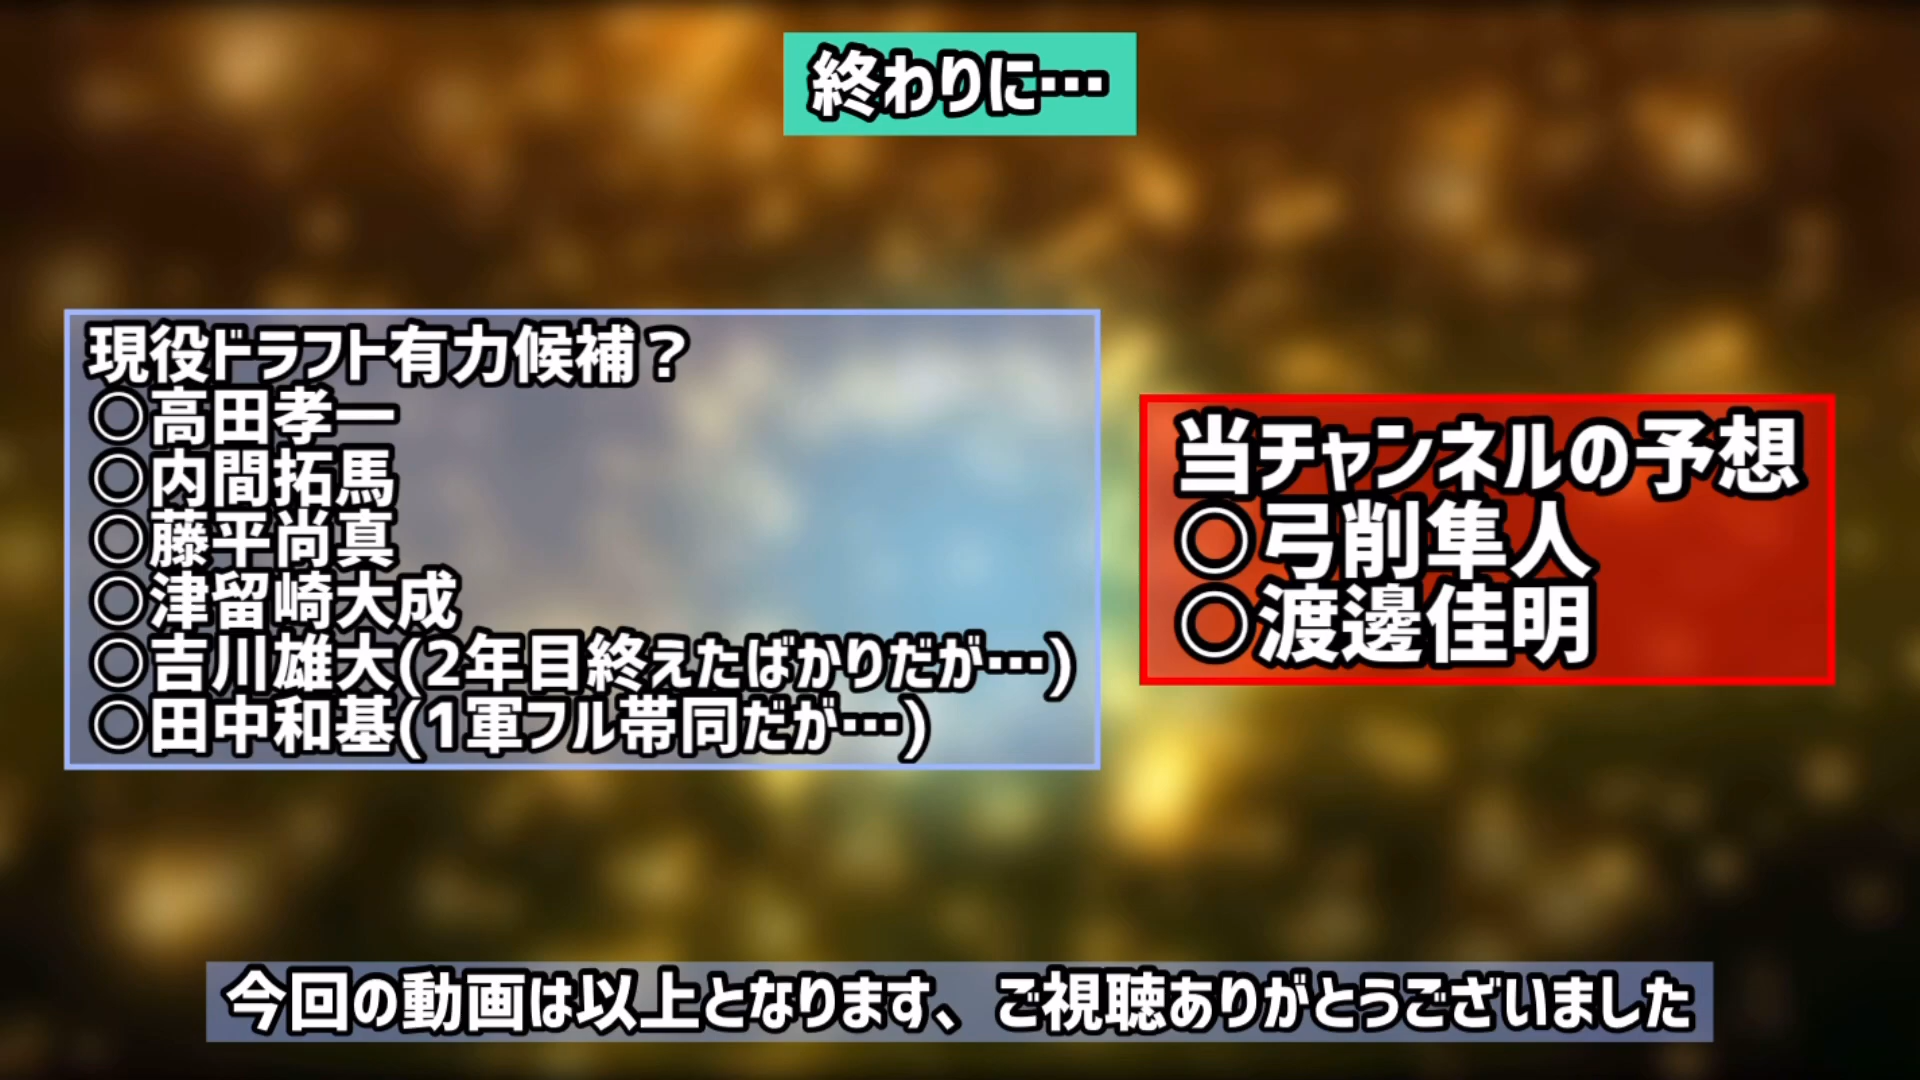 終わりに…
現役ドラフト有力候補？
○高田孝一
○内間拓馬
○藤平尚真
○津留崎大成
○吉川雄大(2年目終えたばかりだが…)
○田中和基(1軍フル帯同だが…)
当チャンネルの予想
○弓削隼人
○渡邊佳明
今回の動画は以上となります、ご視聴ありがとうございました